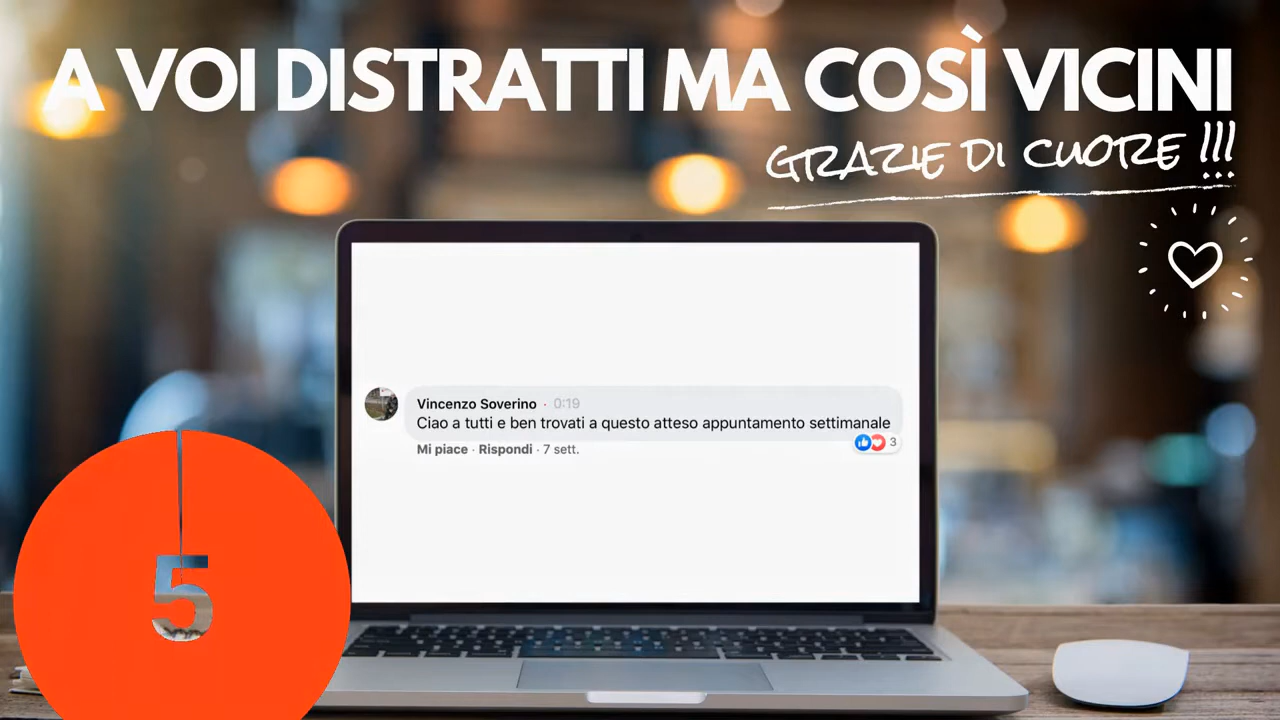 A VOI DISTRATTI MA COSÌ VICINI
GRAZIE DI CUORE !!!
Vincenzo Soverino · 0:19
Ciao a tutti e ben trovati a questo atteso appuntamento settimanale
Mi piace · Rispondi · 7 sett.
3
5